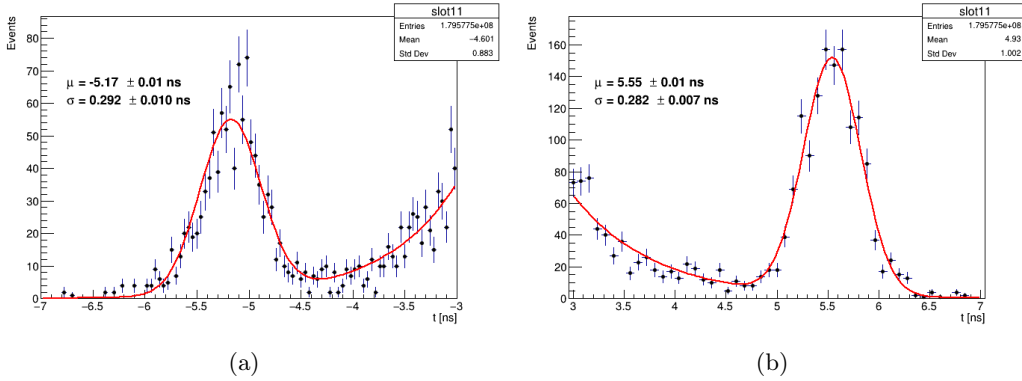 slot11
Entries 1.795775e+08
Mean −4.601
Std Dev 0.883
Events
80
70
60
50
40
30
20
10
0
μ = -5.17 ± 0.01 ns
σ = 0.292 ± 0.010 ns
−7 −6.5 −6 −5.5 −5 −4.5 −4 −3.5 −3
t [ns]
(a)
slot11
Entries 1.795775e+08
Mean 4.93
Std Dev 1.002
Events
160
140
120
100
80
60
40
20
0
μ = 5.55 ± 0.01 ns
σ = 0.282 ± 0.007 ns
3 3.5 4 4.5 5 5.5 6 6.5 7
t [ns]
(b)